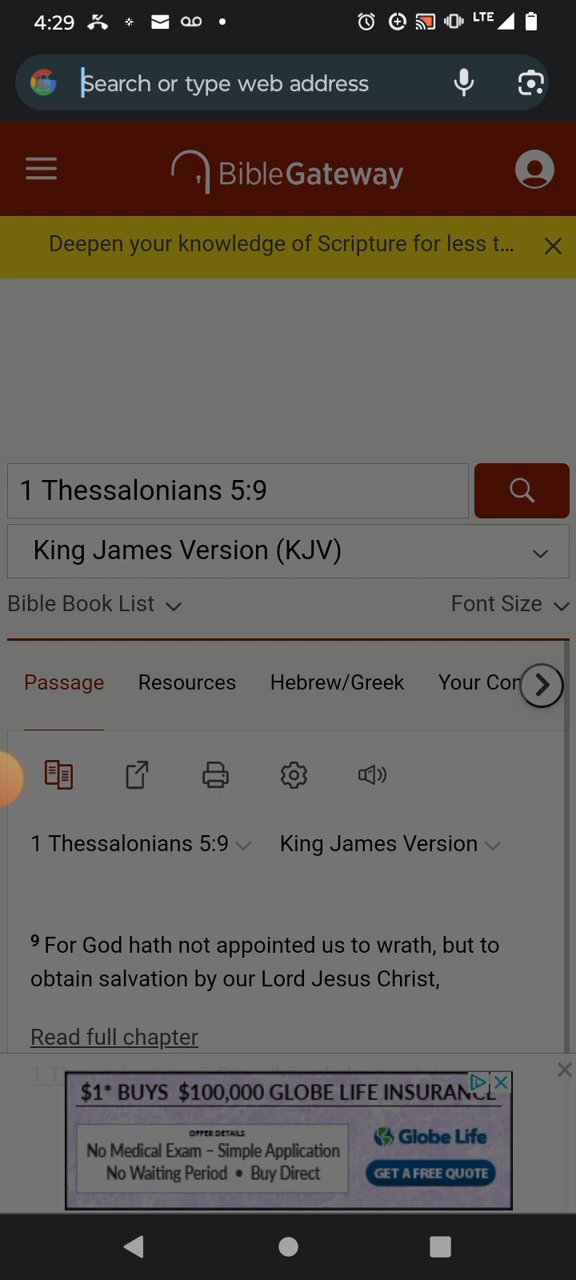 4:29
LTE
Search or type web address
BibleGateway
Deepen your knowledge of Scripture for less t...
1 Thessalonians 5:9
King James Version (KJV)
Bible Book List
Font Size
Passage
Resources
Hebrew/Greek
Your Con
1 Thessalonians 5:9
King James Version
9 For God hath not appointed us to wrath, but to
obtain salvation by our Lord Jesus Christ,
Read full chapter
$1* BUYS $100,000 GLOBE LIFE INSURANCE
OFFER DETAILS
No Medical Exam – Simple Application
No Waiting Period • Buy Direct
Globe Life
GET A FREE QUOTE